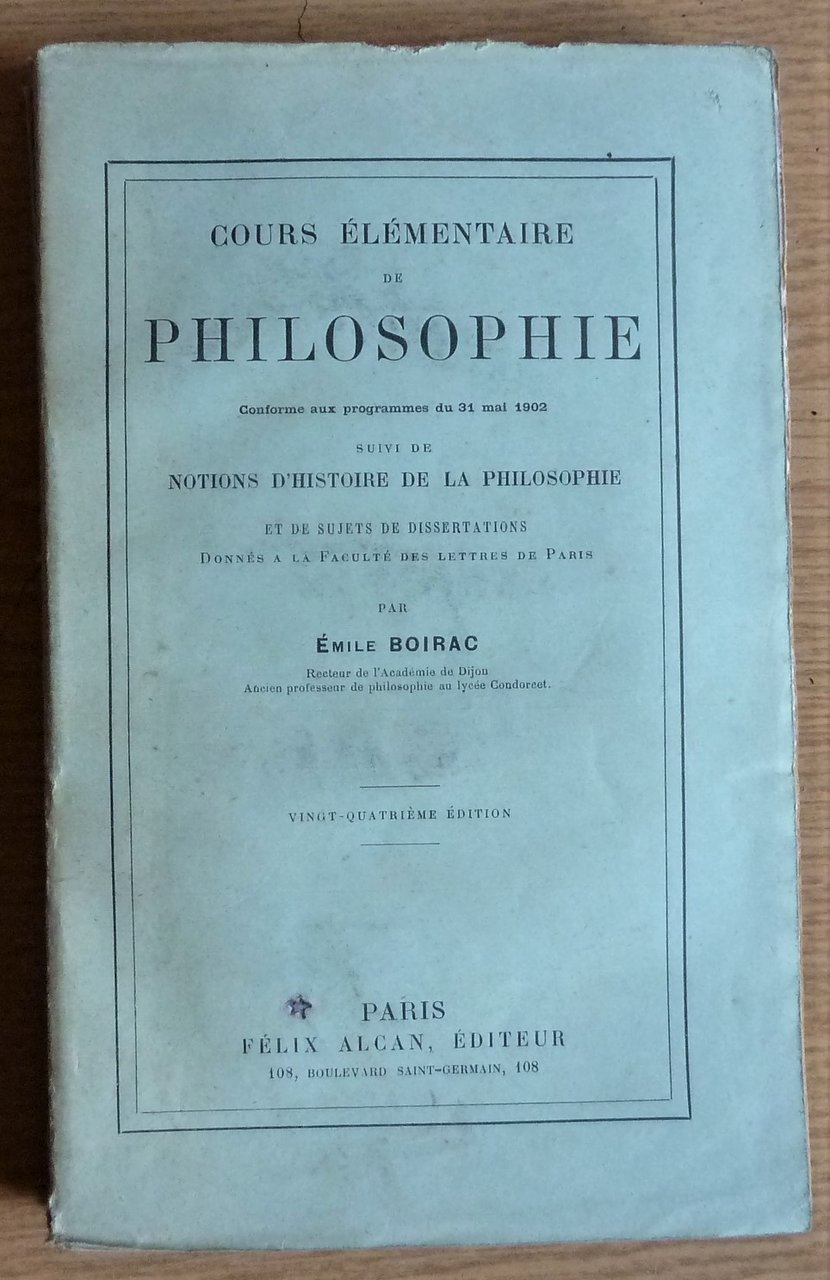 COURS ÉLÉMENTAIRE
DE
PHILOSOPHIE
Conforme aux programmes du 31 mai 1902
SUIVI DE
NOTIONS D'HISTOIRE DE LA PHILOSOPHIE
ET DE SUJETS DE DISSERTATIONS
DONNÉS A LA FACULTÉ DES LETTRES DE PARIS
PAR
ÉMILE BOIRAC
Recteur de l'Académie de Dijon
Ancien professeur de philosophie au lycée Condorcet.
VINGT-QUATRIÈME ÉDITION
PARIS
FÉLIX ALCAN, ÉDITEUR
108, BOULEVARD SAINT-GERMAIN, 108